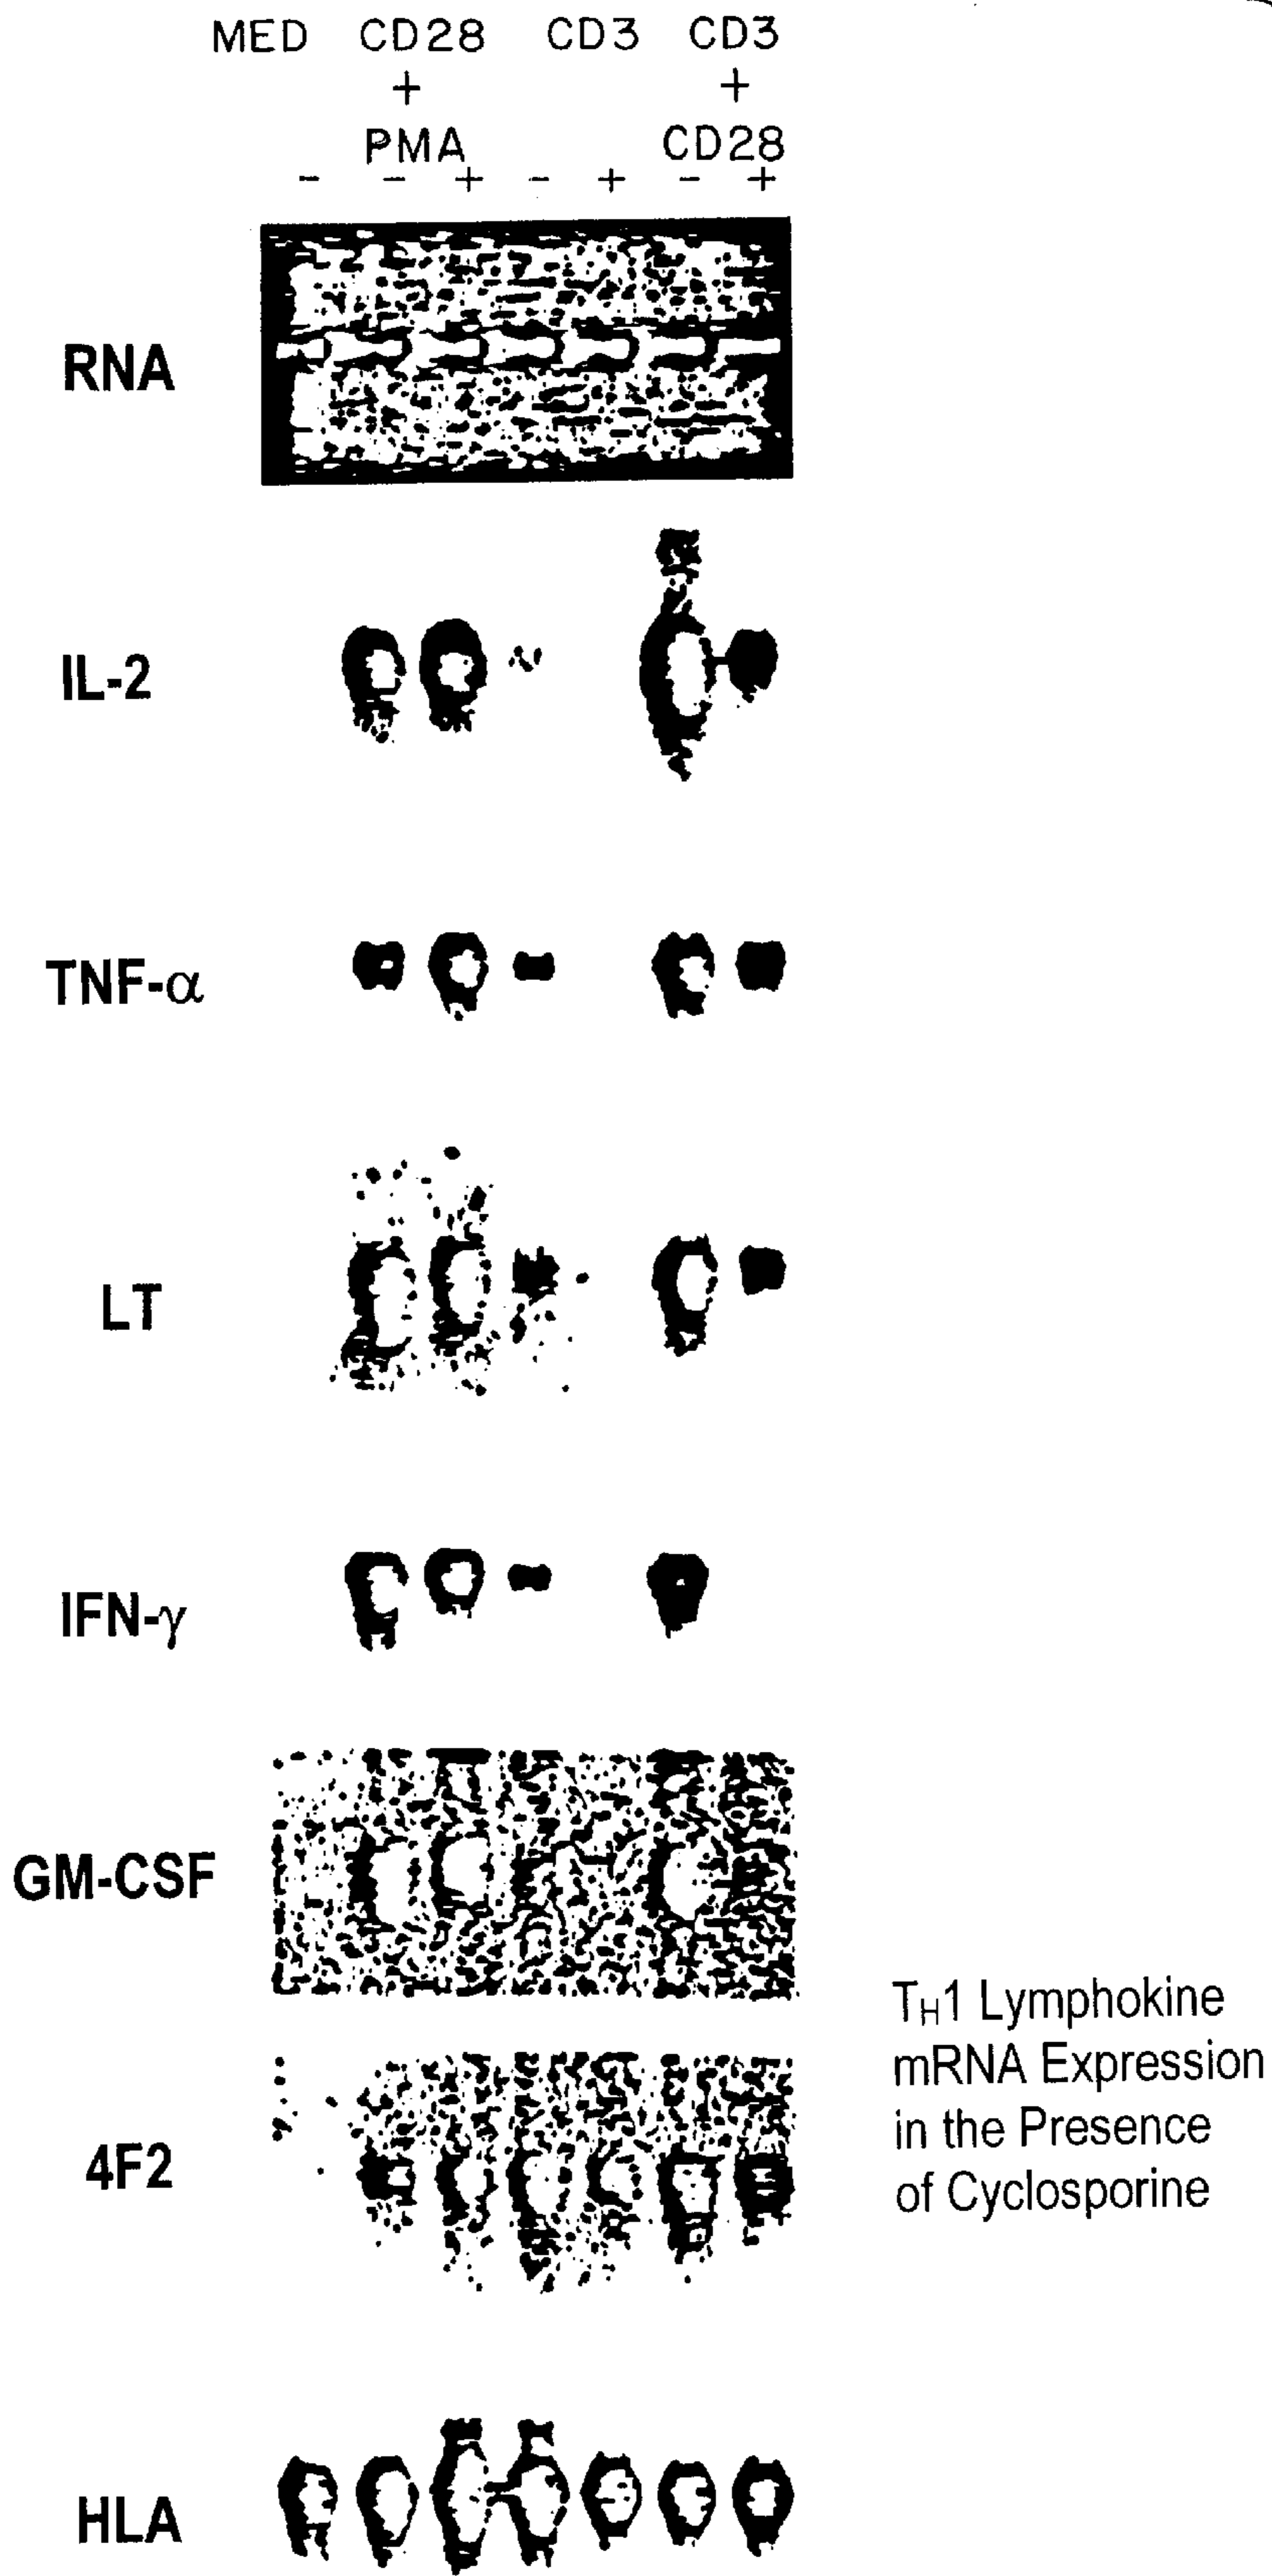 MED CD28 CD3 CD3
+ +
PMA CD28
- - + - + - +
RNA
IL-2
TNF-α
LT
IFN-γ
GM-CSF
TH1 Lymphokine
mRNA Expression
in the Presence
of Cyclosporine
4F2
HLA